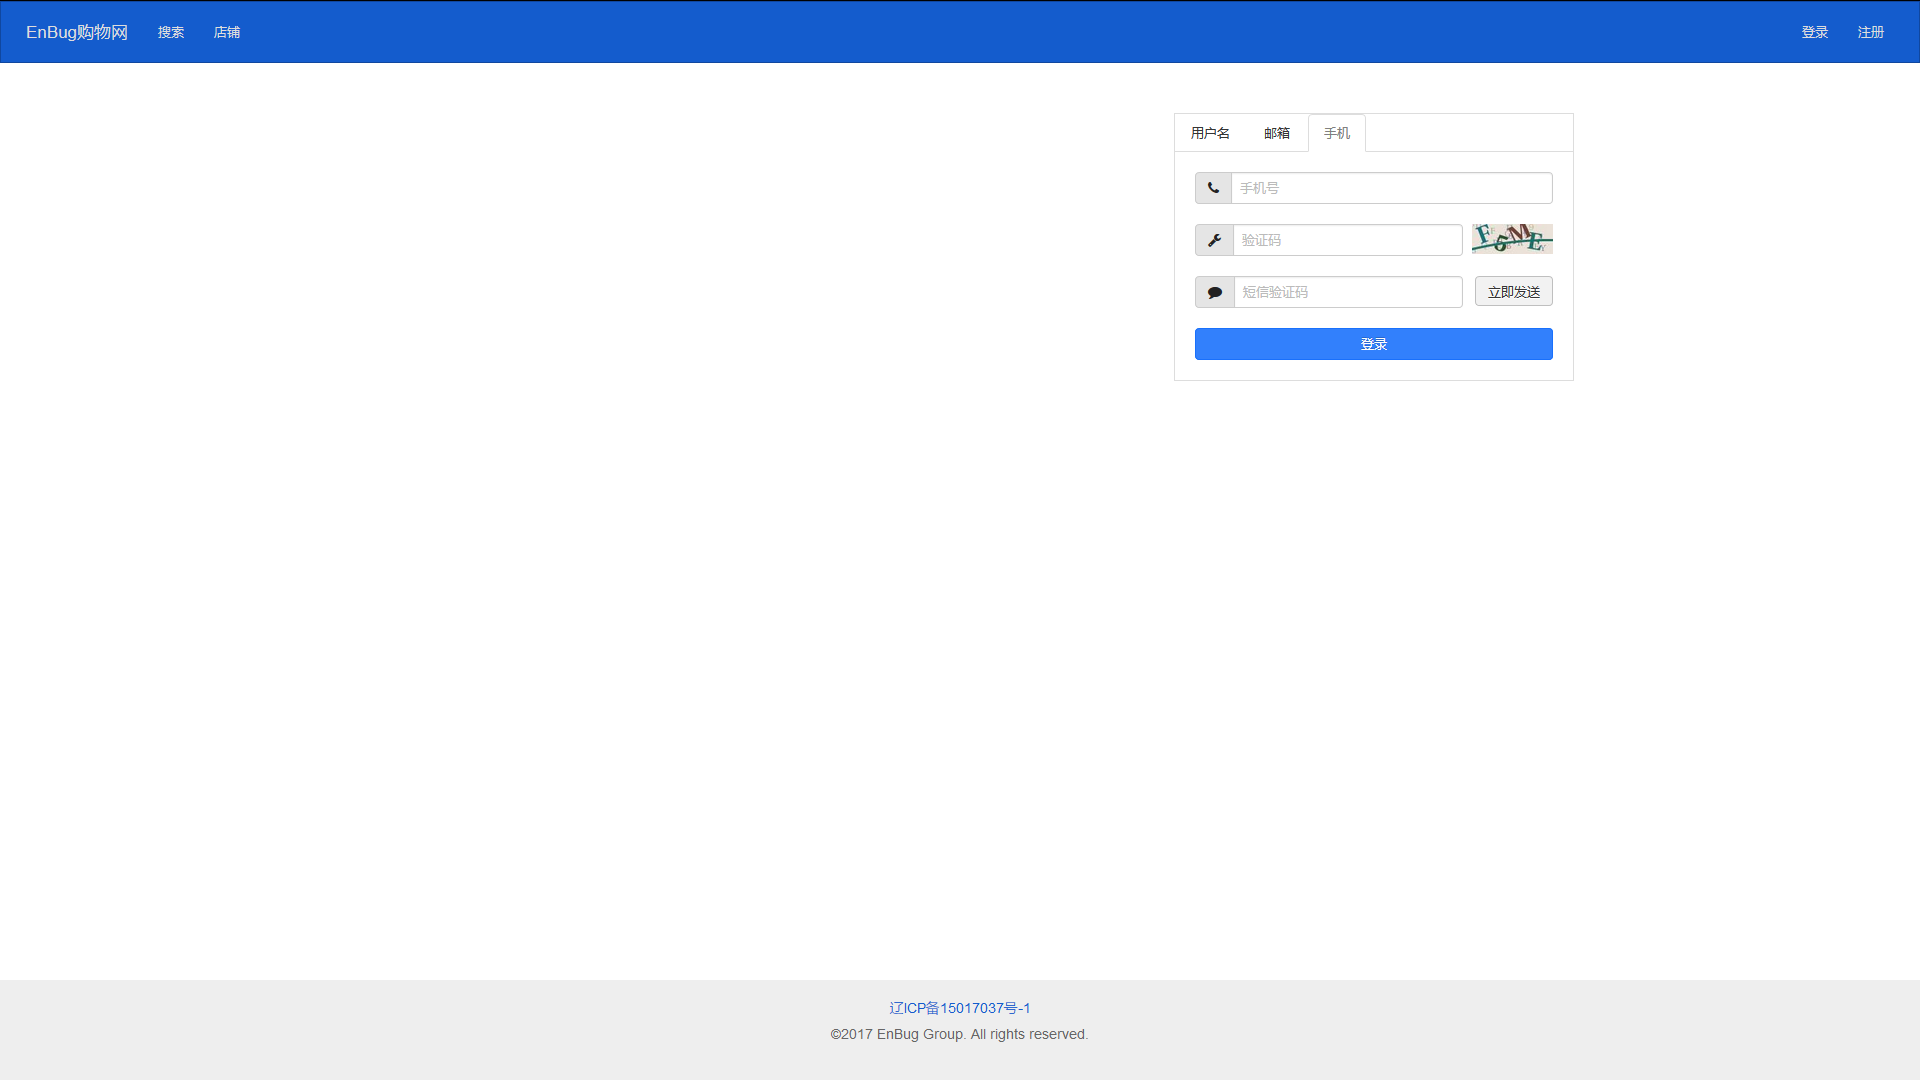 EnBug购物网 搜索 店铺 登录 注册
用户名 邮箱 手机
手机号
验证码 F5ME
短信验证码 立即发送
登录
辽ICP备15017037号-1
©2017 EnBug Group. All rights reserved.